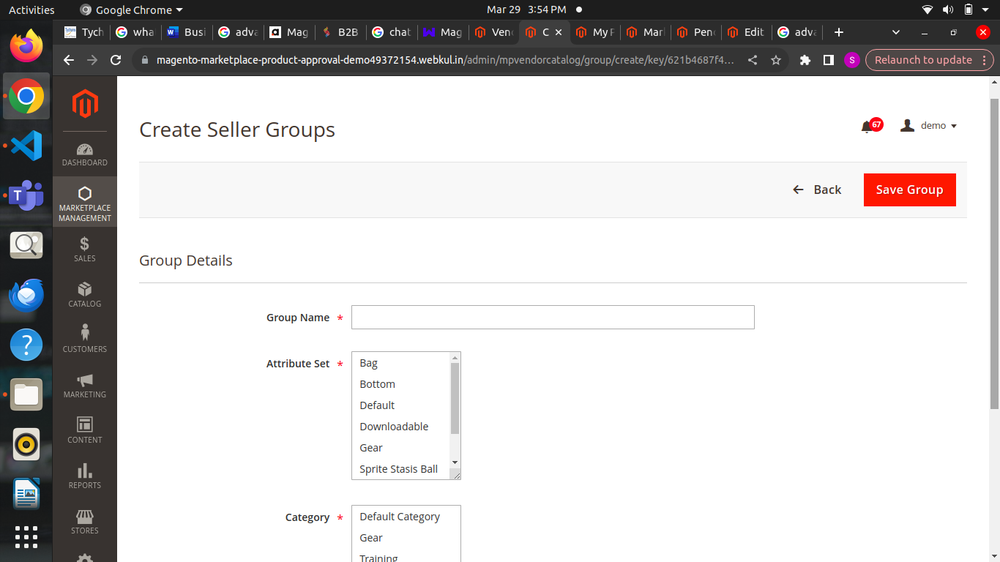 Activities
Google Chrome
Mar 29 3:54 PM
Tych
wha
Busi
adva
Mag
B2B
chat
Mag
Ven
C
My P
Mar
Pen
Edit
adva
magento-marketplace-product-approval-demo49372154.webkul.in/admin/mpvendorcatalog/group/create/key/621b4687f4...
S
Relaunch to update
Create Seller Groups
67
demo
DASHBOARD
MARKETPLACE
MANAGEMENT
SALES
CATALOG
CUSTOMERS
MARKETING
CONTENT
REPORTS
STORES
Back
Save Group
Group Details
Group Name *
Attribute Set *
Bag
Bottom
Default
Downloadable
Gear
Sprite Stasis Ball
Category *
Default Category
Gear
Training